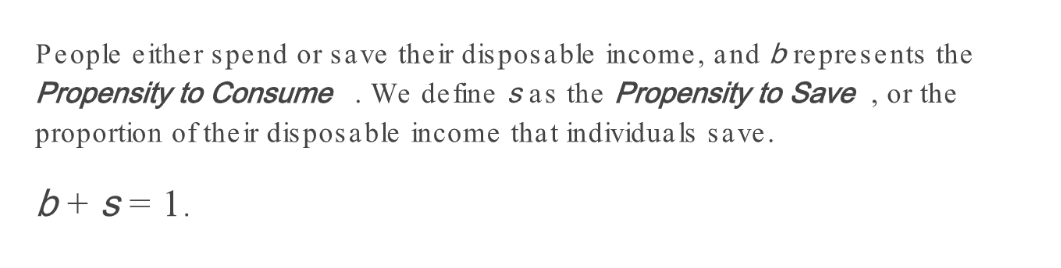 People either spend or save their disposable income, and b represents the
Propensity to Consume . We define s as the Propensity to Save , or the
proportion of their disposable income that individuals save.
b + s = 1.